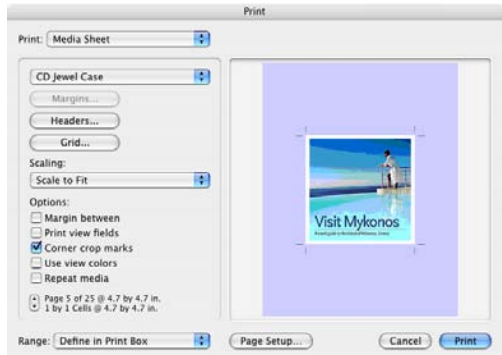 Print
Print: Media Sheet
CD Jewel Case
Margins...
Headers...
Grid...
Scaling:
Scale to Fit
Options:
Margin between
Print view fields
Corner crop marks
Use view colors
Repeat media
Page 5 of 25 @ 4.7 by 4.7 in.
1 by 1 Cells @ 4.7 by 4.7 in.
Visit Mykonos
Range: Define in Print Box
Page Setup...
Cancel
Print